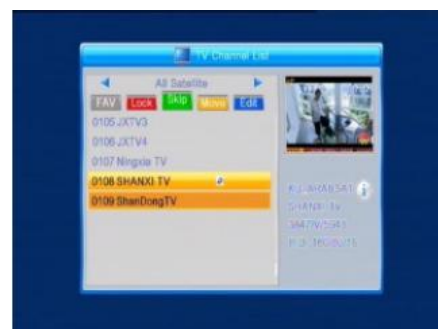 TV Channel List
All Satellite
FAV Lock Skip Move Edit
0105 JXTV3
0106 JXTV4
0107 Ningxia TV
0108 SHANXI TV
0109 ShanDongTV
SHANXI TV